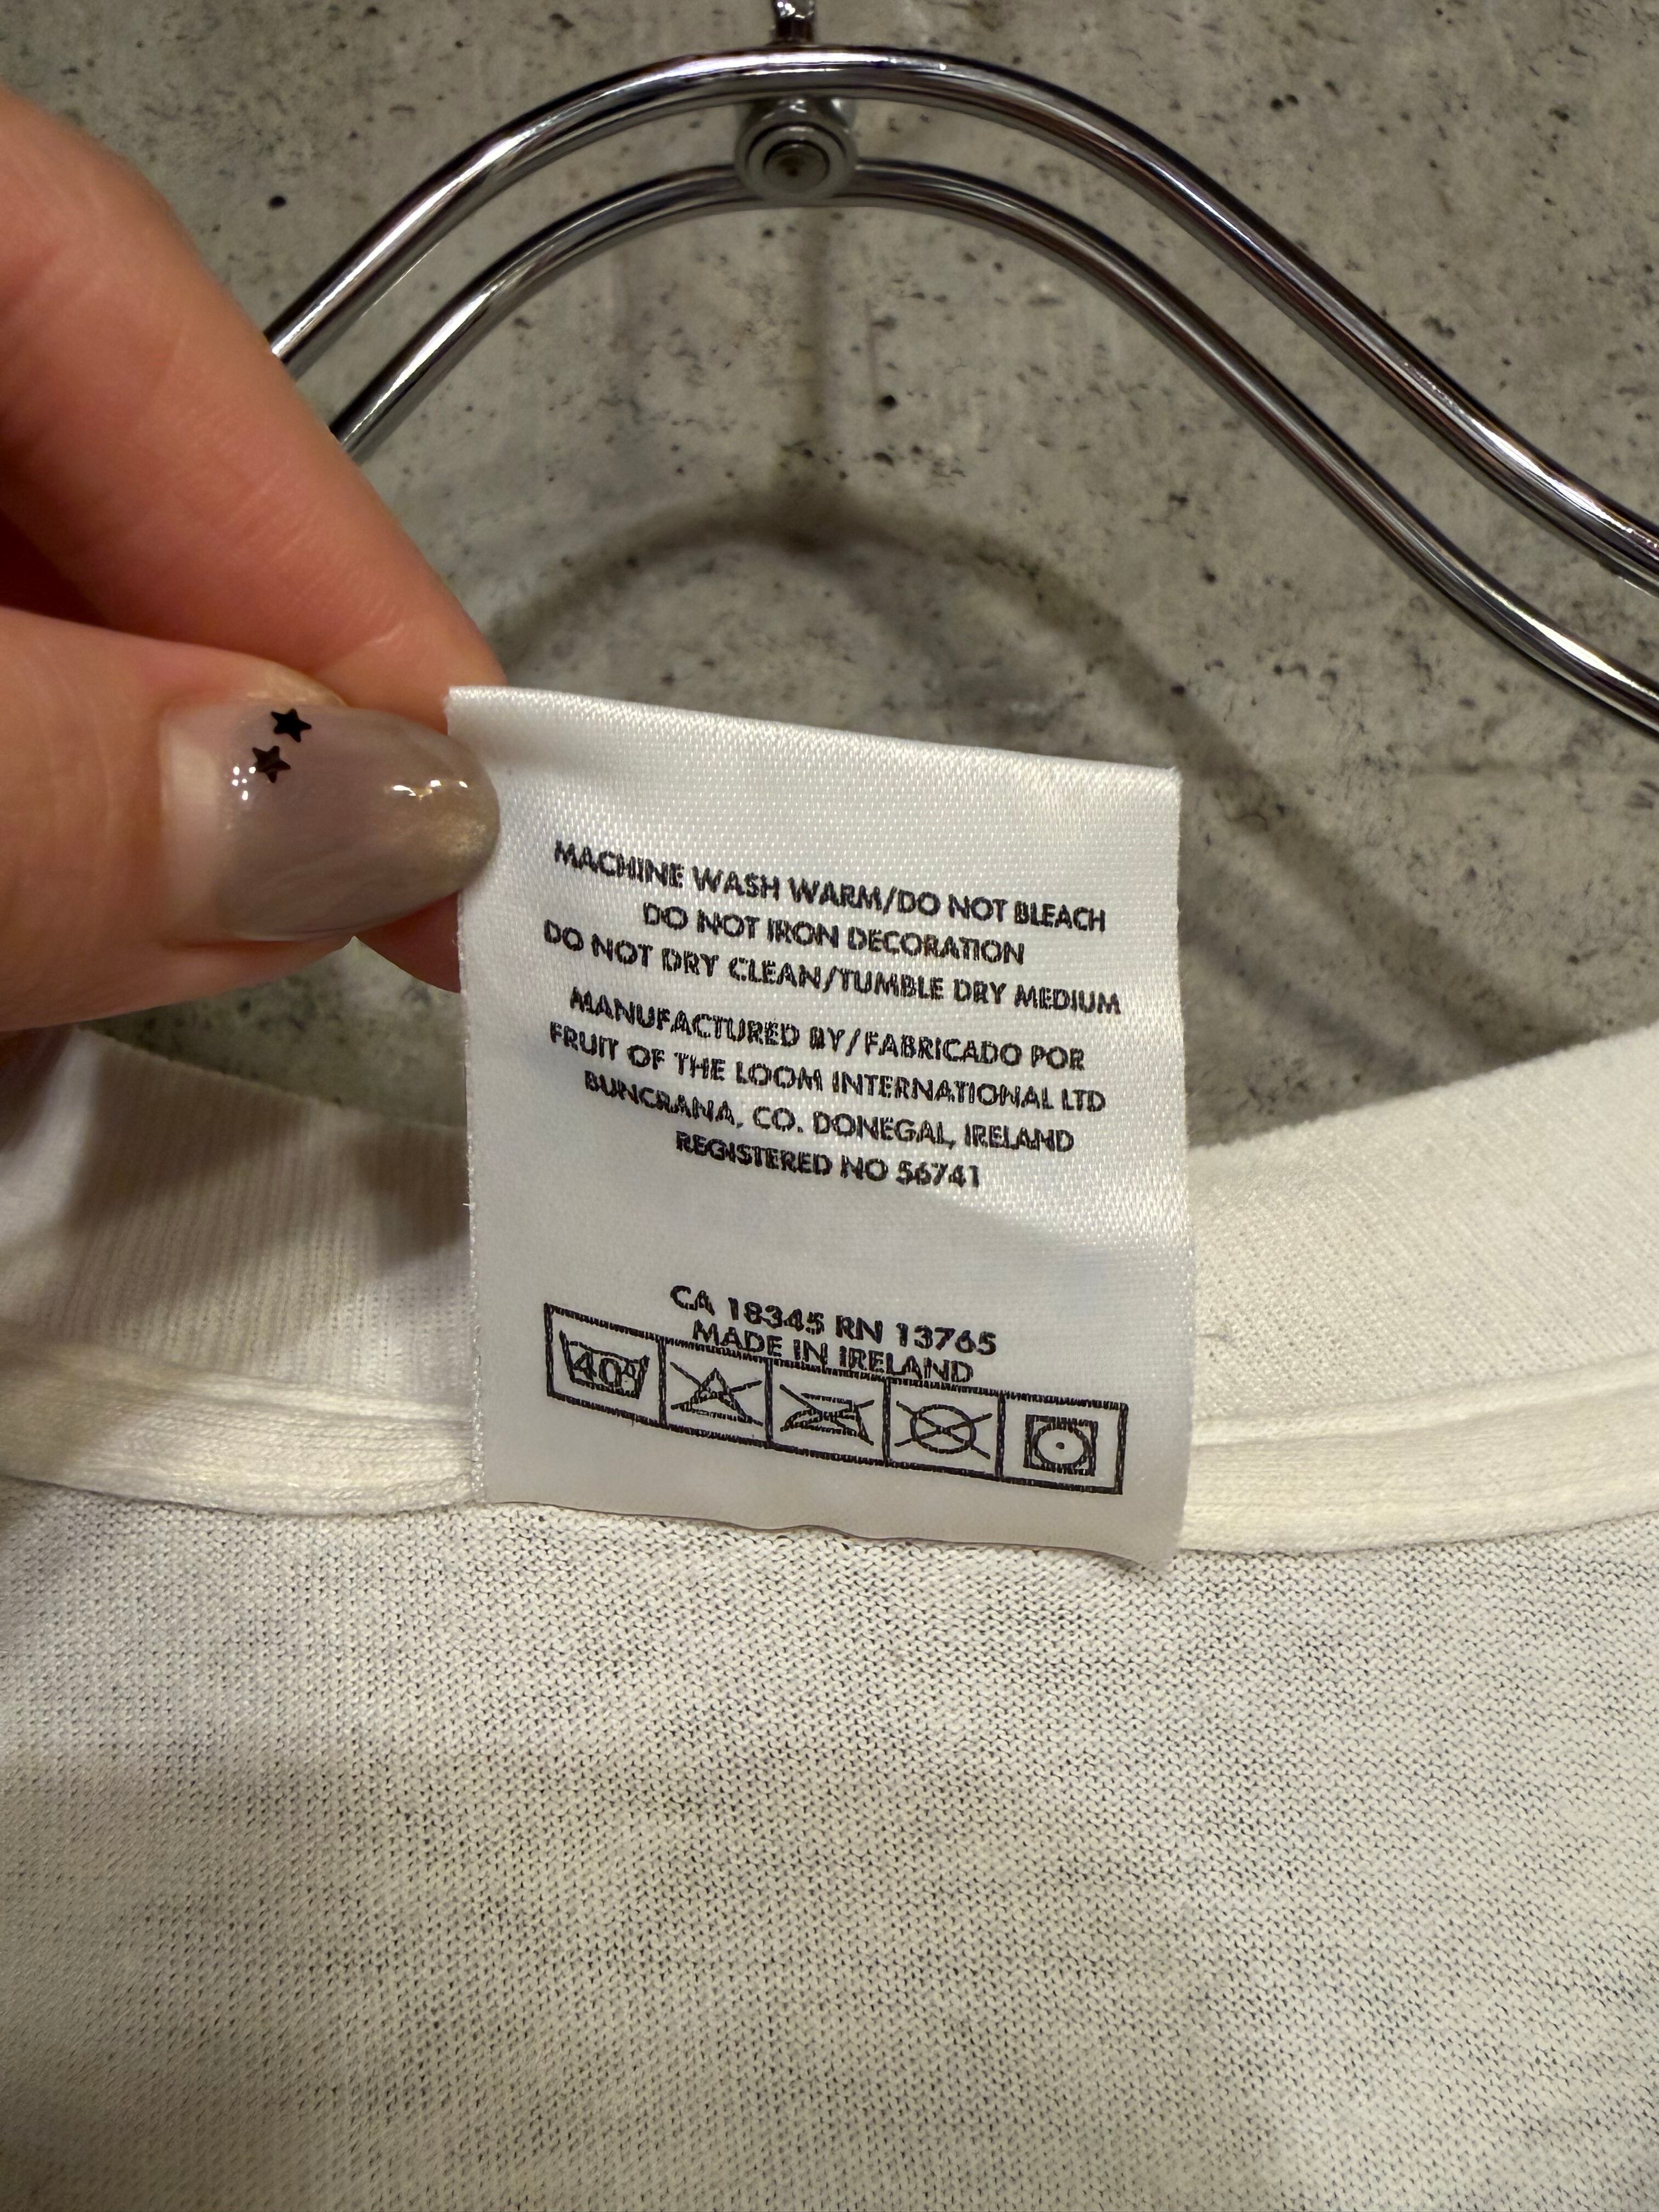 MACHINE WASH WARM/DO NOT BLEACH
DO NOT IRON DECORATION
DO NOT DRY CLEAN/TUMBLE DRY MEDIUM
MANUFACTURED BY/FABRICADO POR
FRUIT OF THE LOOM INTERNATIONAL LTD
BUNCRANA, CO. DONEGAL, IRELAND
REGISTERED NO 56741
CA 18345 RN 13765
MADE IN IRELAND
40°